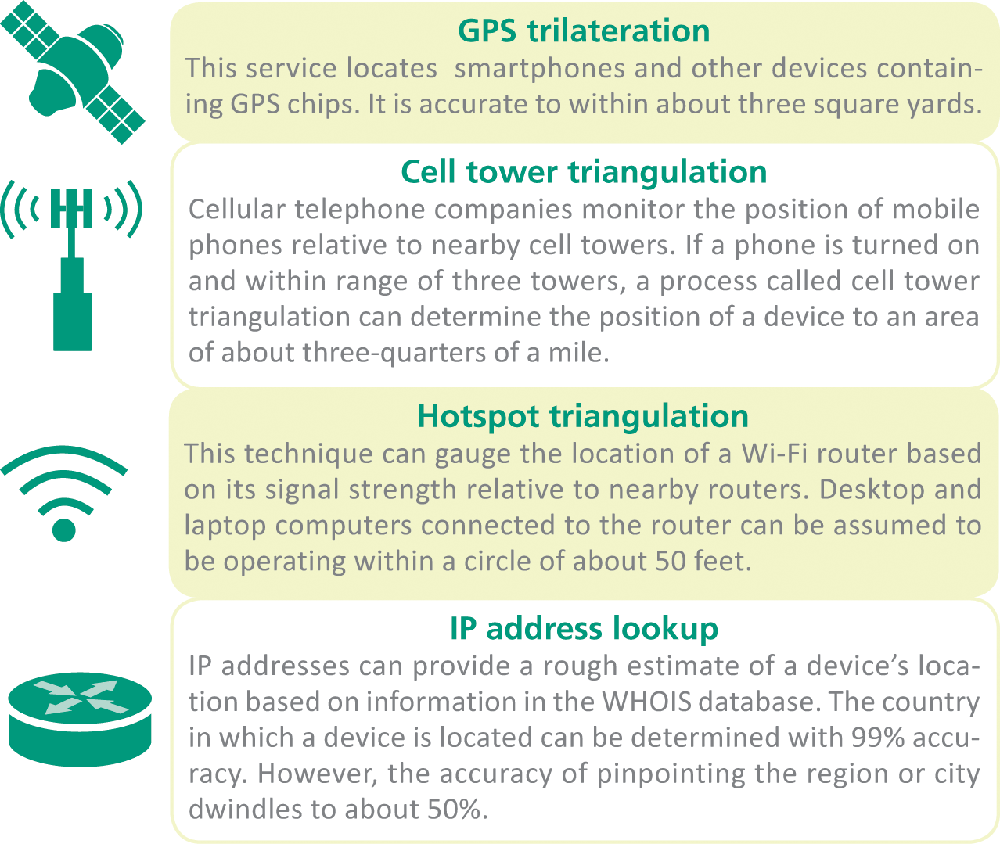 GPS trilateration
This service locates  smartphones and other devices contain-
ing GPS chips. It is accurate to within about three square yards.
Cell tower triangulation
Cellular telephone companies monitor the position of mobile
phones relative to nearby cell towers. If a phone is turned on
and within range of three towers, a process called cell tower
triangulation can determine the position of a device to an area
of about three-quarters of a mile.
Hotspot triangulation
This technique can gauge the location of a Wi-Fi router based
on its signal strength relative to nearby routers. Desktop and
laptop computers connected to the router can be assumed to
be operating within a circle of about 50 feet.
IP address lookup
IP addresses can provide a rough estimate of a device’s loca-
tion based on information in the WHOIS database. The country
in which a device is located can be determined with 99% accu-
racy. However, the accuracy of pinpointing the region or city
dwindles to about 50%.